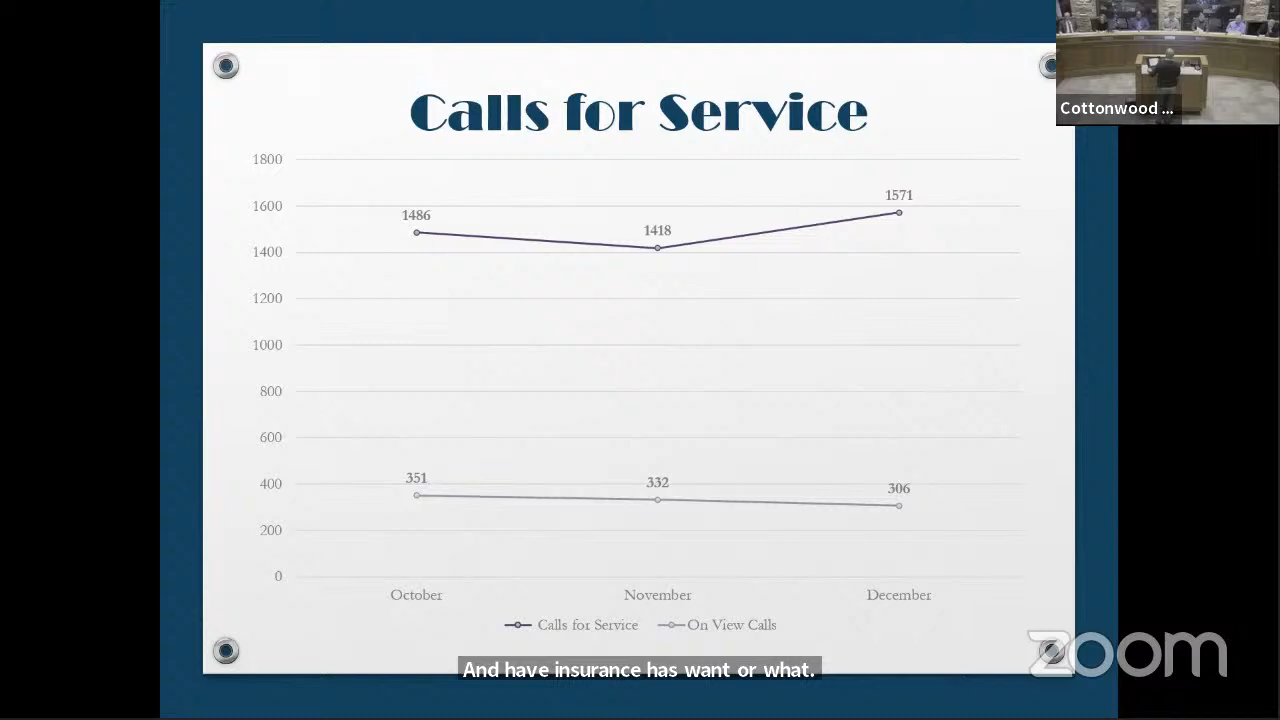 Calls for Service
Cottonwood ...
1800
1600
1400
1200
1000
800
600
400
200
0
1486
1418
1571
351
332
306
October November December
Calls for Service On View Calls
And have insurance has want or what.
zoom